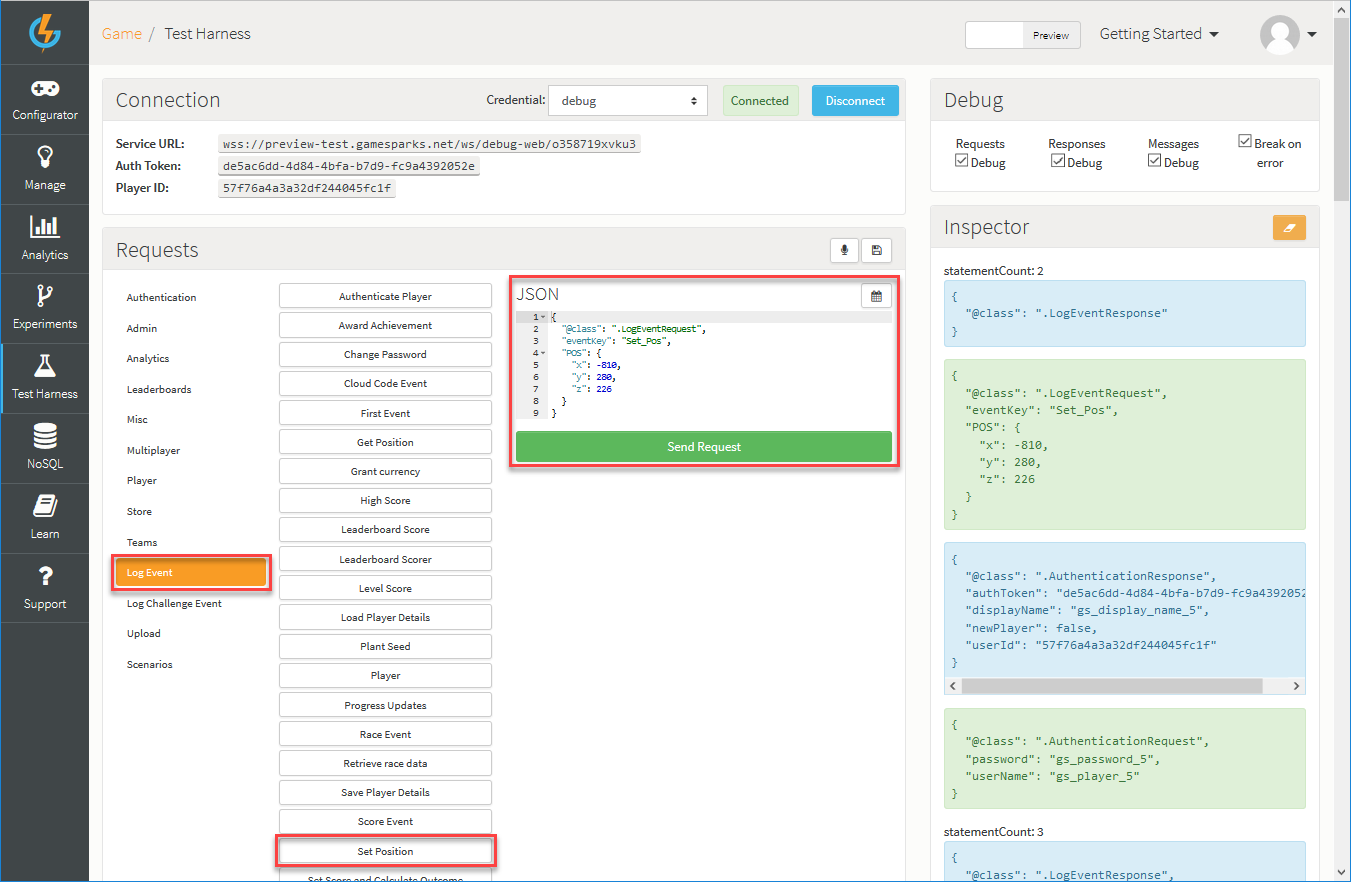 Game / Test Harness
Preview
Getting Started
Configurator
Manage
Analytics
Experiments
Test Harness
NoSQL
Learn
Support
Connection
Credential:
debug
Connected
Disconnect
Service URL:
wss://preview-test.gamesparks.net/ws/debug-web/o358719xvku3
Auth Token:
de5ac6dd-4d84-4bfa-b7d9-fc9a4392052e
Player ID:
57f76a4a3a32df244045fc1f
Requests
Authentication
Admin
Analytics
Leaderboards
Misc
Multiplayer
Player
Store
Teams
Log Event
Log Challenge Event
Upload
Scenarios
Authenticate Player
Award Achievement
Change Password
Cloud Code Event
First Event
Get Position
Grant currency
High Score
Leaderboard Score
Leaderboard Scorer
Level Score
Load Player Details
Plant Seed
Player
Progress Updates
Race Event
Retrieve race data
Save Player Details
Score Event
Set Position
Set Score and Calculate Outcome
JSON
1 {
2 "@class": ".LogEventRequest",
3 "eventKey": "Set_Pos",
4 "POS": {
5 "x": -810,
6 "y": 280,
7 "z": 226
8 }
9 }
Send Request
Debug
Requests
Debug
Responses
Debug
Messages
Debug
Break on
error
Inspector
statementCount: 2
{
"@class": ".LogEventResponse"
}
{
"@class": ".LogEventRequest",
"eventKey": "Set_Pos",
"POS": {
"x": -810,
"y": 280,
"z": 226
}
}
{
"@class": ".AuthenticationResponse",
"authToken": "de5ac6dd-4d84-4bfa-b7d9-fc9a4392052
"displayName": "gs_display_name_5",
"newPlayer": false,
"userId": "57f76a4a3a32df244045fc1f"
}
{
"@class": ".AuthenticationRequest",
"password": "gs_password_5",
"userName": "gs_player_5"
}
statementCount: 3
{
"@class": ".LogEventResponse",